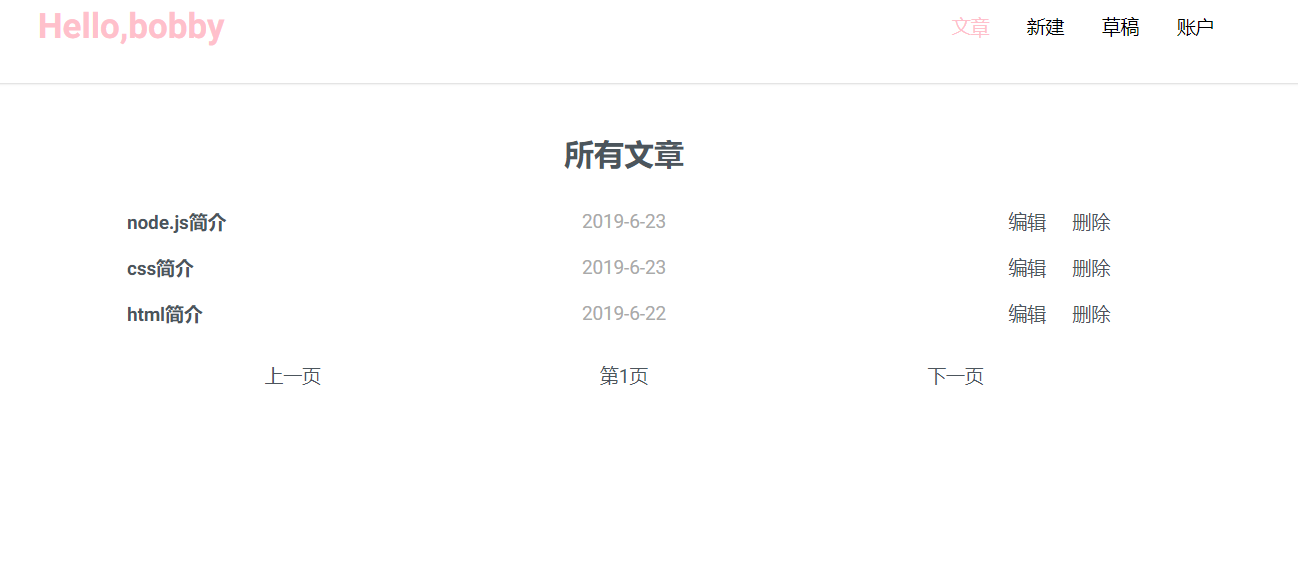 Hello,bobby 文章 新建 草稿 账户
所有文章
node.js简介 2019-6-23 编辑 删除
css简介 2019-6-23 编辑 删除
html简介 2019-6-22 编辑 删除
上一页 第1页 下一页